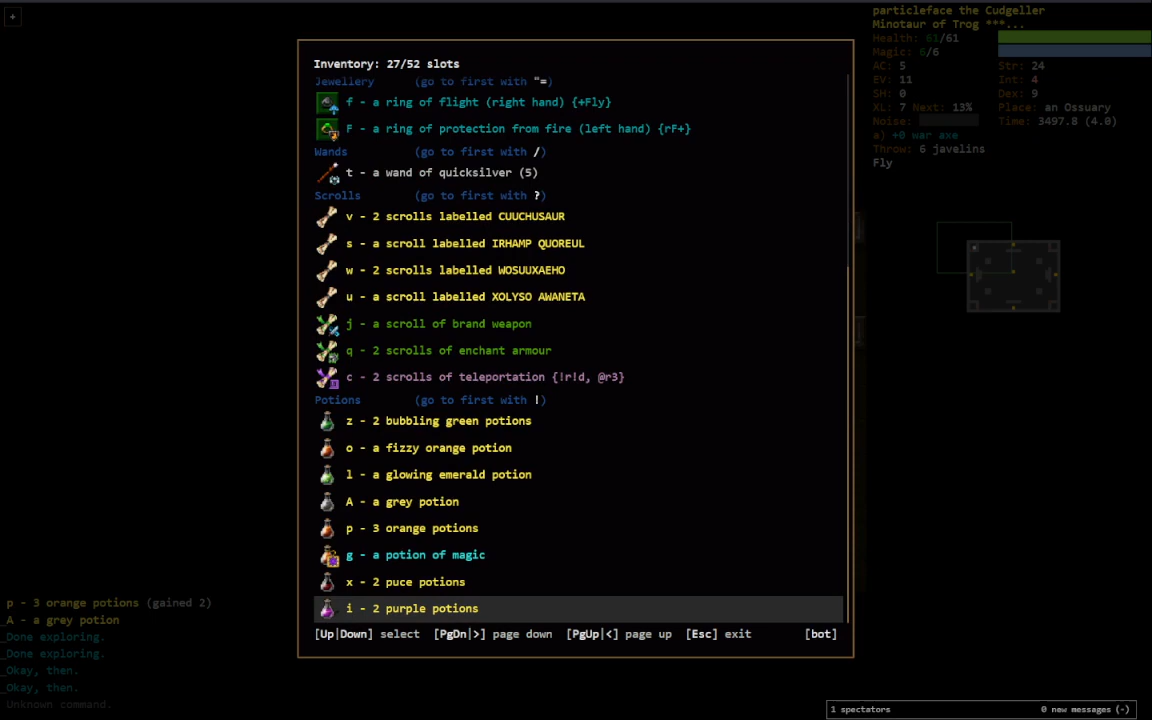 +
particleface the Cudgeller
Minotaur of Trog ***...
Health: 61/61
Magic: 6/6
AC: 5 Str: 24
EV: 11 Int: 4
SH: 0 Dex: 9
XL: 7 Next: 13% Place: an Ossuary
Noise: Time: 3497.8 (4.0)
a) +0 war axe
Throw: 6 javelins
Fly
Inventory: 27/52 slots
Jewellery (go to first with "=)
f - a ring of flight (right hand) {+Fly}
F - a ring of protection from fire (left hand) {rF+}
Wands (go to first with /)
t - a wand of quicksilver (5)
Scrolls (go to first with ?)
v - 2 scrolls labelled CUUCHUSAUR
s - a scroll labelled IRHAMP QUOREUL
w - 2 scrolls labelled WOSUUXAEHO
u - a scroll labelled XOLYSO AWANETA
j - a scroll of brand weapon
q - 2 scrolls of enchant armour
c - 2 scrolls of teleportation {!r!d, @r3}
Potions (go to first with !)
z - 2 bubbling green potions
o - a fizzy orange potion
l - a glowing emerald potion
A - a grey potion
p - 3 orange potions
g - a potion of magic
x - 2 puce potions
i - 2 purple potions
[Up|Down] select [PgDn|>] page down [PgUp|<] page up [Esc] exit [bot]
p - 3 orange potions (gained 2)
A - a grey potion
_Done exploring.
_Done exploring.
_Okay, then.
_Okay, then.
Unknown command.
1 spectators 0 new messages (-)